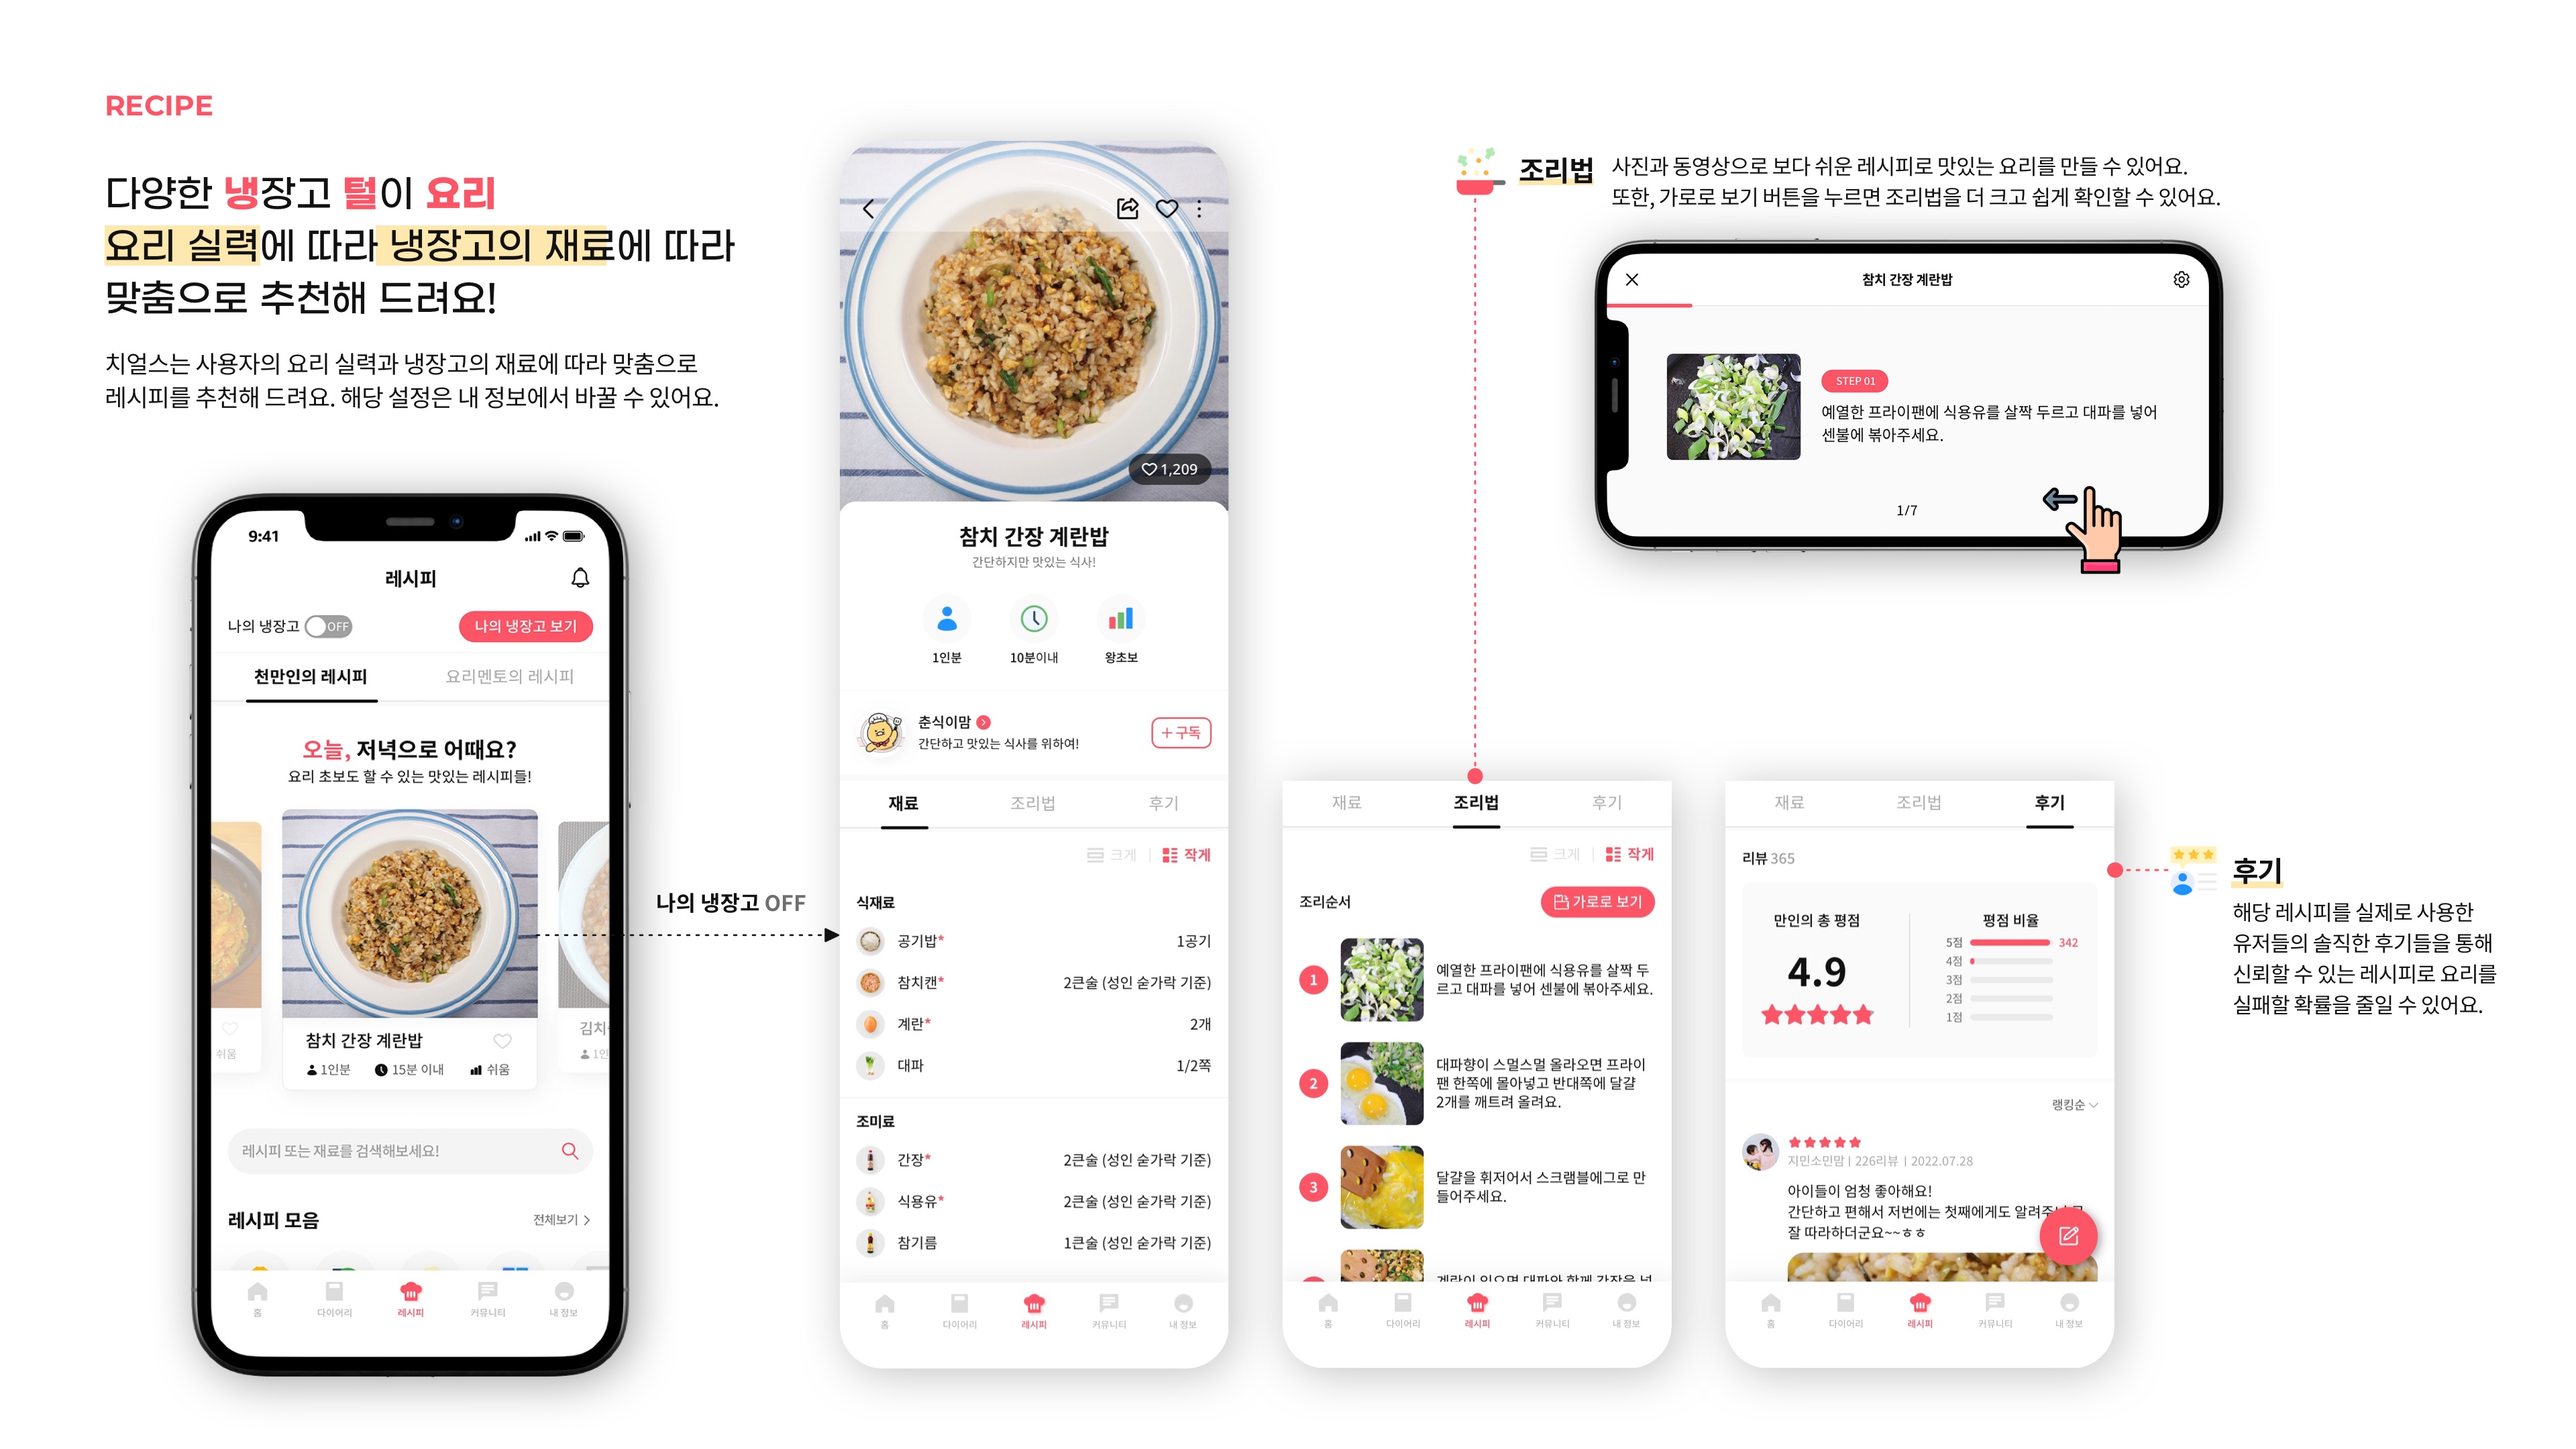 RECIPE
다양한 냉장고 털이 요리
요리 실력에 따라 냉장고의 재료에 따라
맞춤으로 추천해 드려요!
치얼스는 사용자의 요리 실력과 냉장고의 재료에 따라 맞춤으로
레시피를 추천해 드려요. 해당 설정은 내 정보에서 바꿀 수 있어요.
9:41
레시피
나의 냉장고 OFF
나의 냉장고 보기
천만인의 레시피
요리멘토의 레시피
오늘, 저녁으로 어때요?
요리 초보도 할 수 있는 맛있는 레시피들!
쉬움
참치 간장 계란밥
1인분 15분 이내 쉬움
김치
레시피 또는 재료를 검색해보세요!
레시피 모음
전체보기
홈 다이어리 레시피 커뮤니티 내 정보
나의 냉장고 OFF
1,209
참치 간장 계란밥
간단하지만 맛있는 식사!
1인분 10분이내 왕초보
춘식이맘
간단하고 맛있는 식사를 위하여!
+ 구독
재료 조리법 후기
크게 | 작게
식재료
공기밥* 1공기
참치캔* 2큰술 (성인 숟가락 기준)
계란* 2개
대파 1/2쪽
조미료
간장* 2큰술 (성인 숟가락 기준)
식용유* 2큰술 (성인 숟가락 기준)
참기름 1큰술 (성인 숟가락 기준)
홈 다이어리 레시피 커뮤니티 내 정보
조리법
사진과 동영상으로 보다 쉬운 레시피로 맛있는 요리를 만들 수 있어요.
또한, 가로로 보기 버튼을 누르면 조리법을 더 크고 쉽게 확인할 수 있어요.
참치 간장 계란밥
STEP 01
예열한 프라이팬에 식용유를 살짝 두르고 대파를 넣어
센불에 볶아주세요.
1/7
재료 조리법 후기
크게 | 작게
조리순서
가로로 보기
1
예열한 프라이팬에 식용유를 살짝 두
르고 대파를 넣어 센불에 볶아주세요.
2
대파향이 스멀스멀 올라오면 프라이
팬 한쪽에 몰아넣고 반대쪽에 달걀
2개를 깨트려 올려요.
3
달걀을 휘저어서 스크램블에그로 만
들어주세요.
계란이 익으면 대파와 함께 간장을 넣
홈 다이어리 레시피 커뮤니티 내 정보
재료 조리법 후기
리뷰 365
만인의 총 평점
4.9
평점 비율
5점 342
4점
3점
2점
1점
랭킹순
지민소민맘 | 226리뷰 | 2022.07.28
아이들이 엄청 좋아해요!
간단하고 편해서 저번에는 첫째에게도 알려주
잘 따라하더군요~~ㅎㅎ
홈 다이어리 레시피 커뮤니티 내 정보
후기
해당 레시피를 실제로 사용한
유저들의 솔직한 후기들을 통해
신뢰할 수 있는 레시피로 요리를
실패할 확률을 줄일 수 있어요.